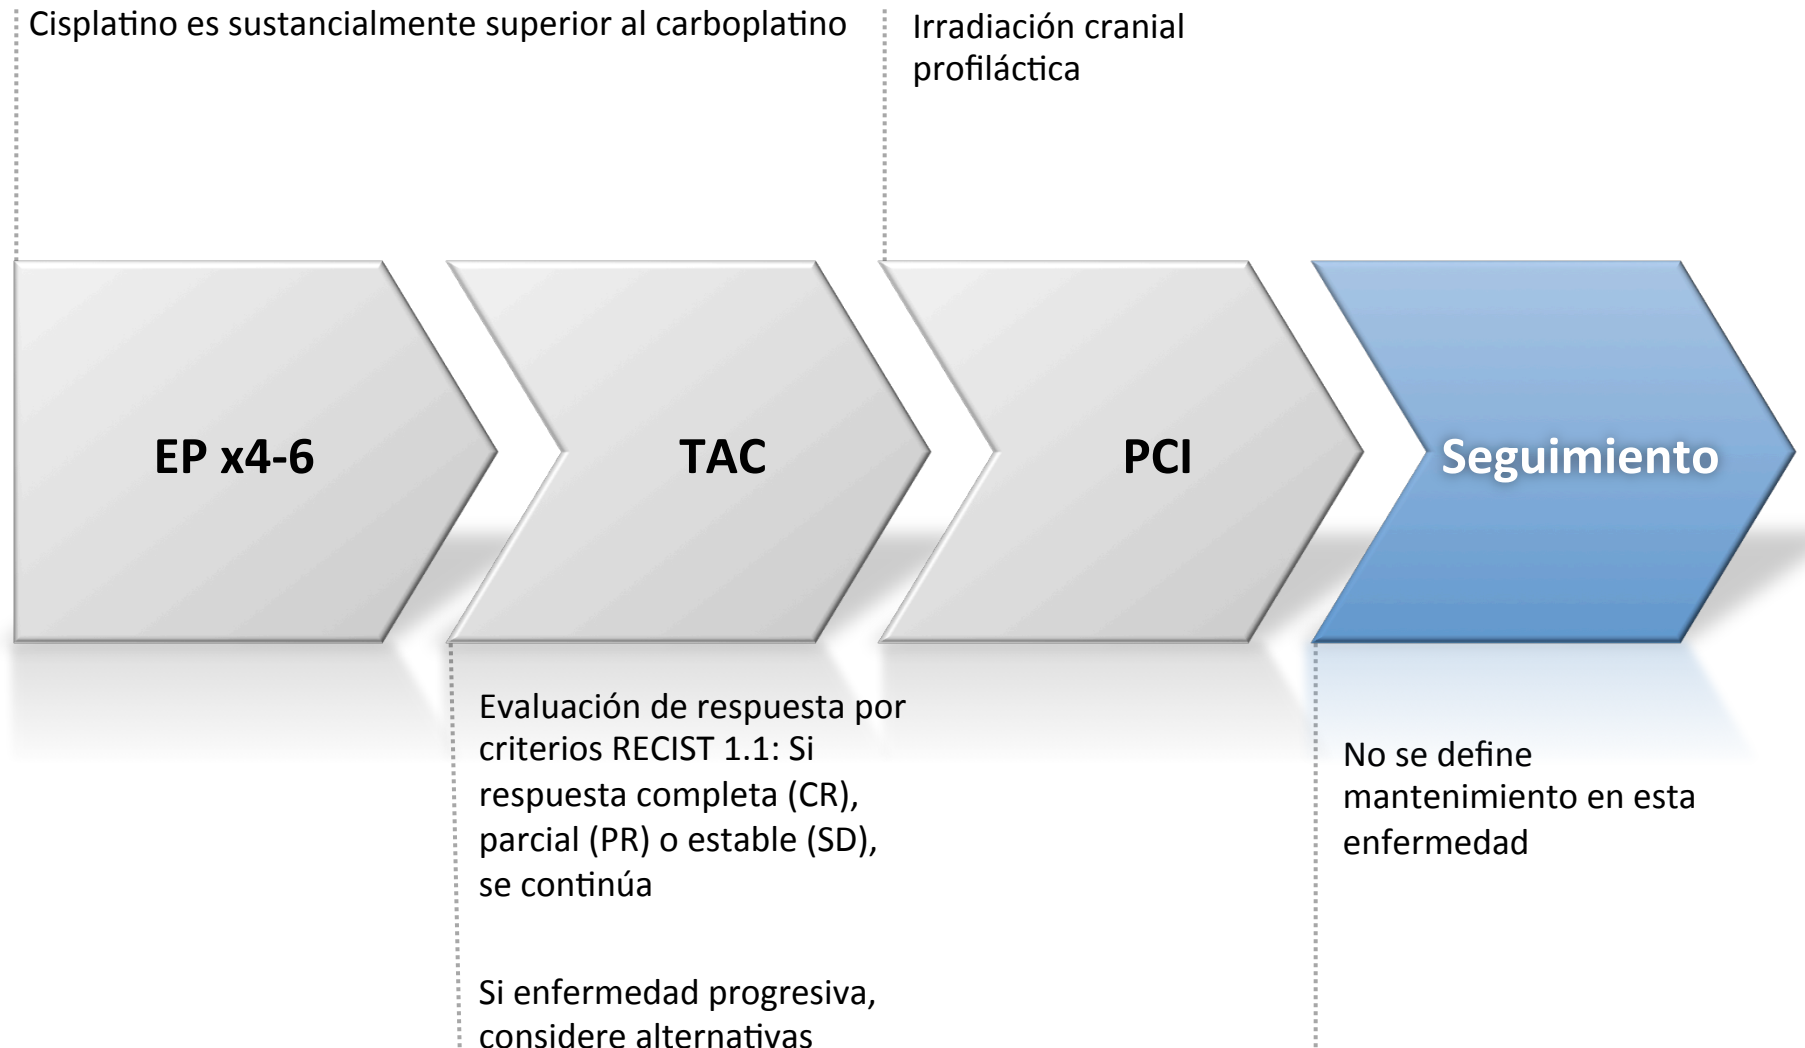 Cisplatino es sustancialmente superior al carboplatino
Irradiación cranial
profiláctica
EP x4-6
TAC
PCI
Seguimiento
Evaluación de respuesta por
criterios RECIST 1.1: Si
respuesta completa (CR),
parcial (PR) o estable (SD),
se continúa
Si enfermedad progresiva,
considere alternativas
No se define
mantenimiento en esta
enfermedad